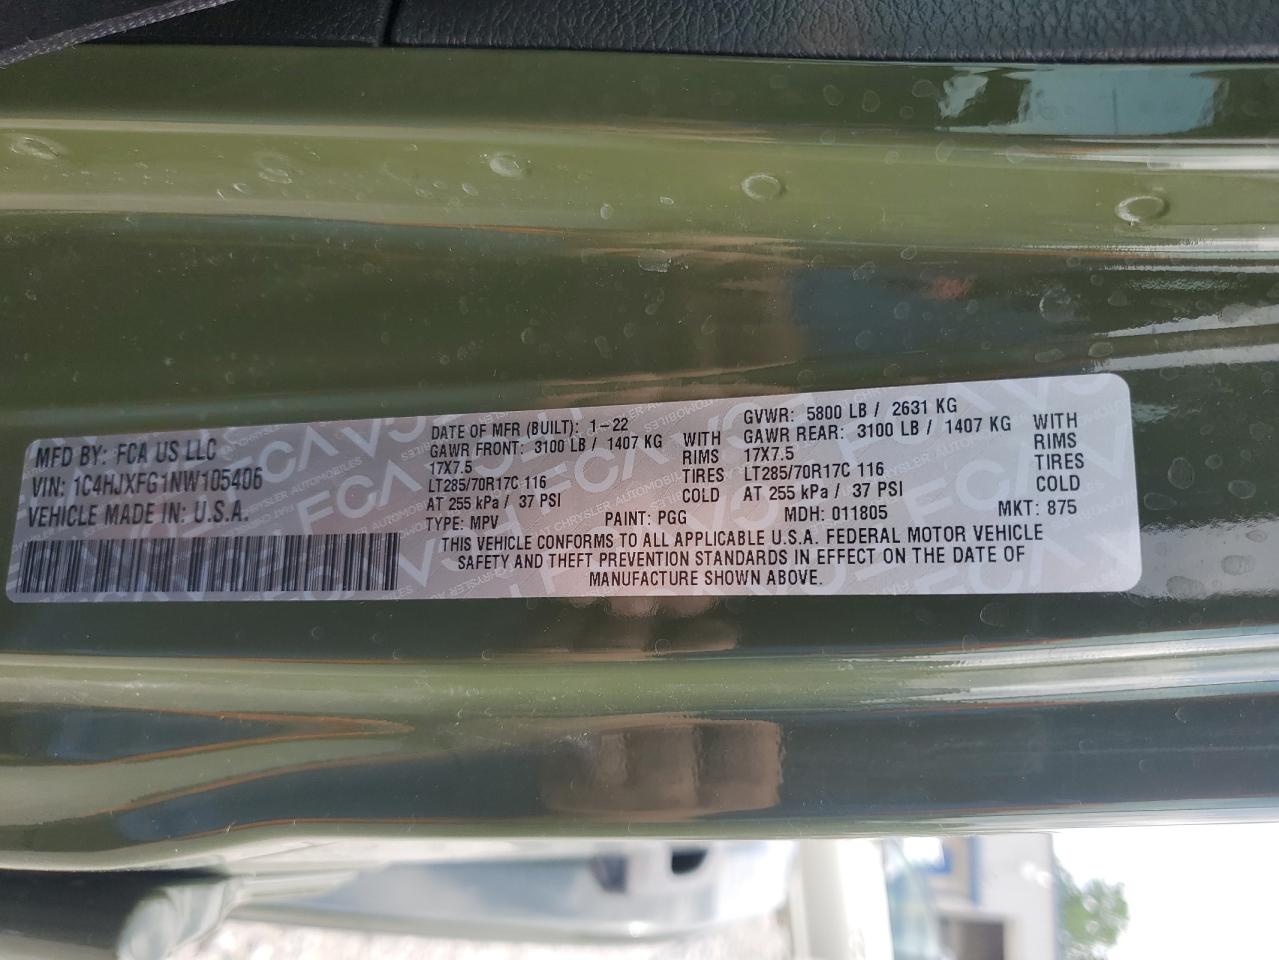 MFD BY: FCA US LLC
VIN: 1C4HJXFG1NW105406
VEHICLE MADE IN: U.S.A.
DATE OF MFR (BUILT): 1-22
GAWR FRONT: 3100 LB / 1407 KG WITH
17X7.5 RIMS
LT285/70R17C 116 TIRES
AT 255 kPa / 37 PSI COLD
GVWR: 5800 LB / 2631 KG
GAWR REAR: 3100 LB / 1407 KG WITH
17X7.5 RIMS
LT285/70R17C 116 TIRES
AT 255 kPa / 37 PSI COLD
TYPE: MPV PAINT: PGG MDH: 011805 MKT: 875
THIS VEHICLE CONFORMS TO ALL APPLICABLE U.S.A. FEDERAL MOTOR VEHICLE
SAFETY AND THEFT PREVENTION STANDARDS IN EFFECT ON THE DATE OF
MANUFACTURE SHOWN ABOVE.